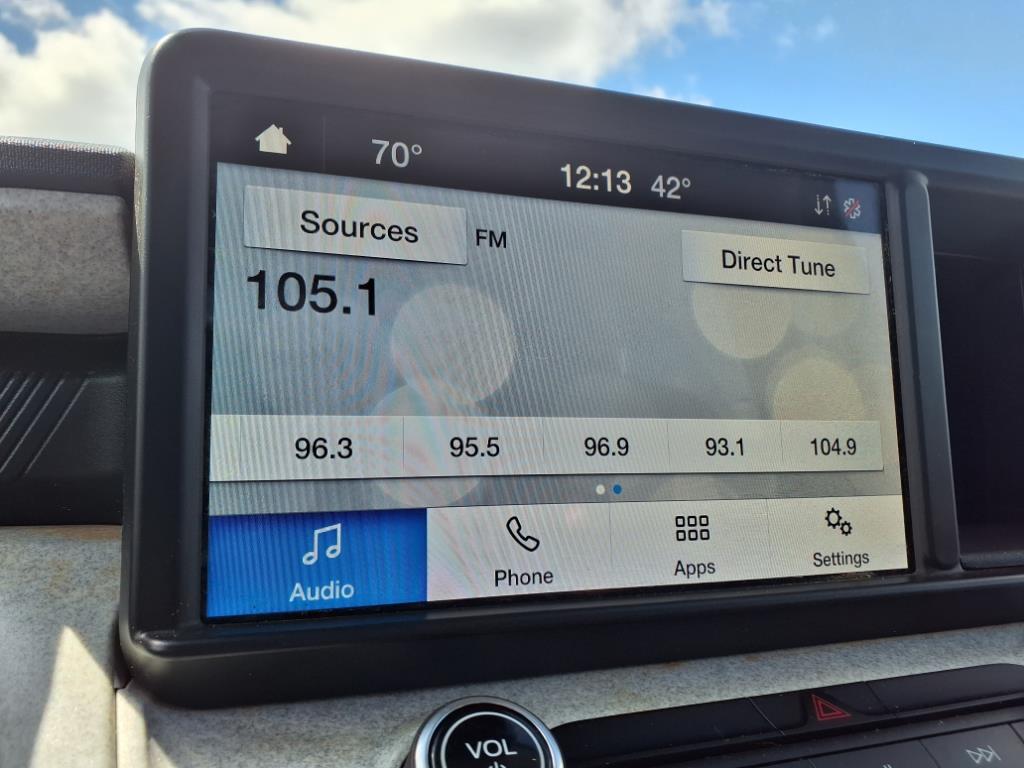 70°
12:13 42°
Sources FM
Direct Tune
105.1
96.3 95.5 96.9 93.1 104.9
Audio Phone Apps Settings
VOL